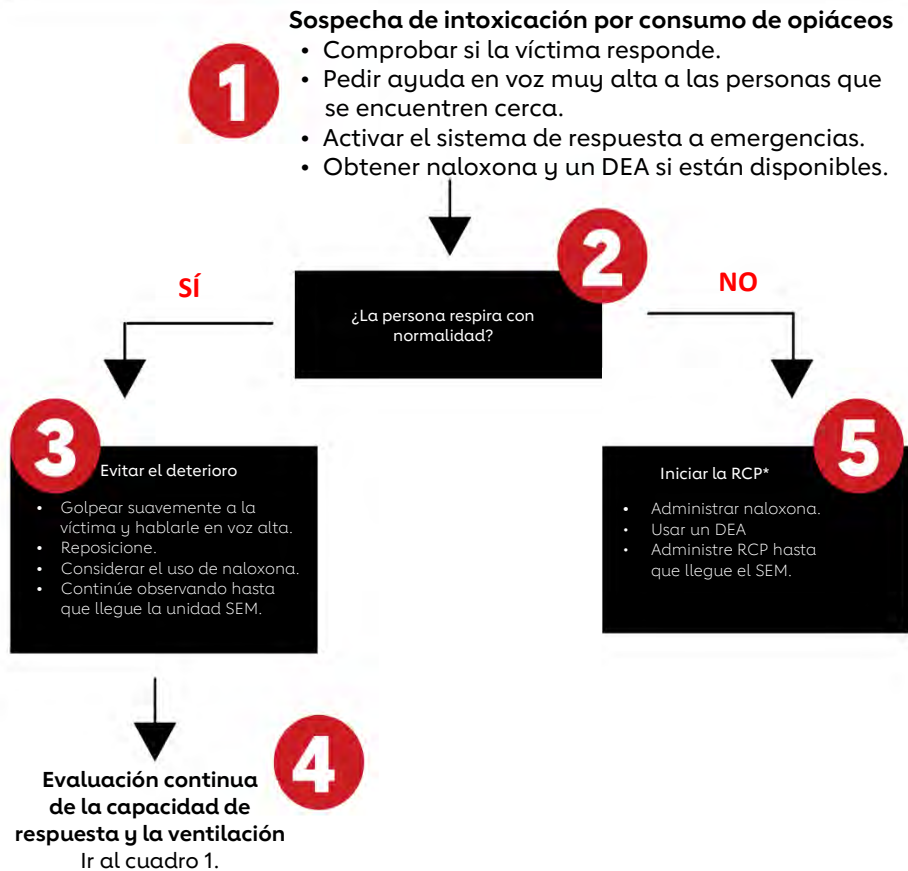 1
Sospecha de intoxicación por consumo de opiáceos
• Comprobar si la víctima responde.
• Pedir ayuda en voz muy alta a las personas que
se encuentren cerca.
• Activar el sistema de respuesta a emergencias.
• Obtener naloxona y un DEA si están disponibles.
2
SÍ
NO
¿La persona respira con
normalidad?
3
Evitar el deterioro
• Golpear suavemente a la
víctima y hablarle en voz alta.
• Reposicione.
• Considerar el uso de naloxona.
• Continúe observando hasta
que llegue la unidad SEM.
5
Iniciar la RCP*
• Administrar naloxona.
• Usar un DEA
• Administre RCP hasta
que llegue el SEM.
4
Evaluación continua
de la capacidad de
respuesta y la ventilación
Ir al cuadro 1.